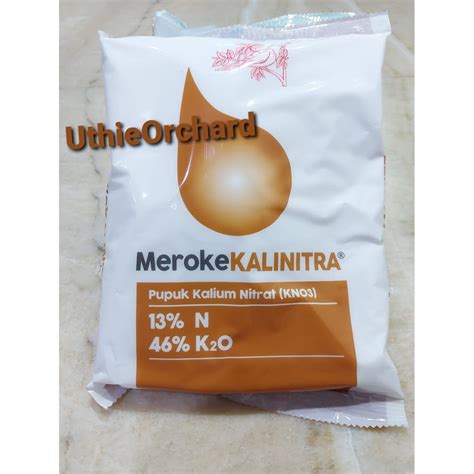 UthieOrchard
MerokeKALINITRA®
Pupuk Kalium Nitrat (KNO3)
13% N
46% K₂O